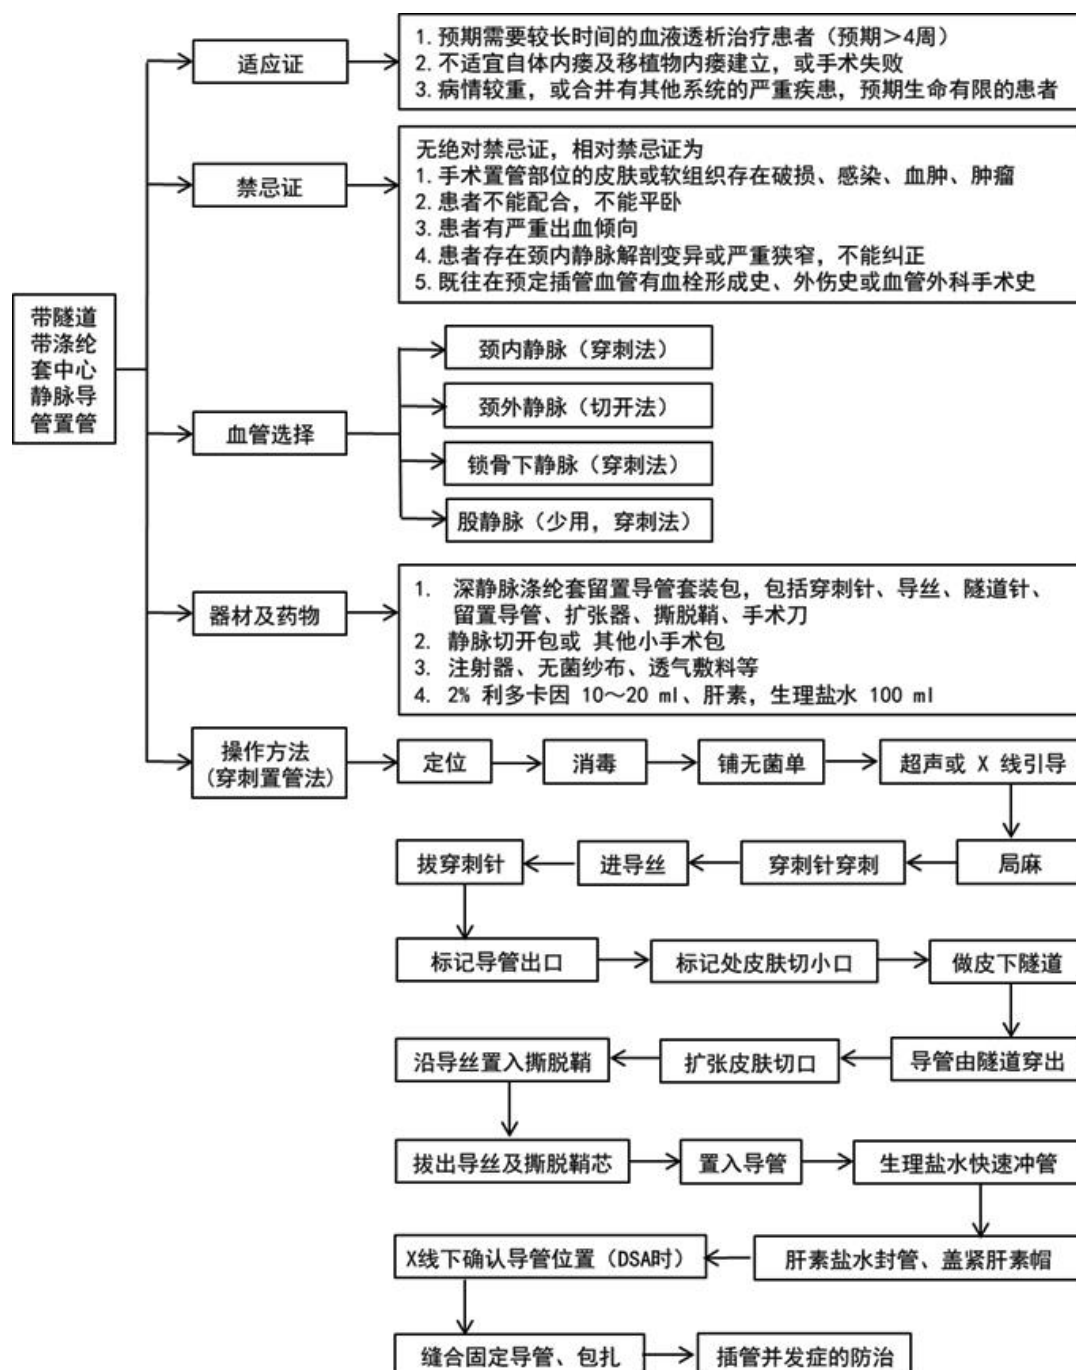 带隧道
带涤纶
套中心
静脉导
管置管
适应证
1. 预期需要较长时间的血液透析治疗患者（预期＞4周）
2. 不适宜自体内瘘及移植物内瘘建立，或手术失败
3. 病情较重，或合并有其他系统的严重疾患，预期生命有限的患者
禁忌证
无绝对禁忌证，相对禁忌证为
1. 手术置管部位的皮肤或软组织存在破损、感染、血肿、肿瘤
2. 患者不能配合，不能平卧
3. 患者有严重出血倾向
4. 患者存在颈内静脉解剖变异或严重狭窄，不能纠正
5. 既往在预定插管血管有血栓形成史、外伤史或血管外科手术史
血管选择
颈内静脉（穿刺法）
颈外静脉（切开法）
锁骨下静脉（穿刺法）
股静脉（少用，穿刺法）
器材及药物
1. 深静脉涤纶套留置导管套装包，包括穿刺针、导丝、隧道针、
留置导管、扩张器、撕脱鞘、手术刀
2. 静脉切开包或 其他小手术包
3. 注射器、无菌纱布、透气敷料等
4. 2% 利多卡因 10～20 ml、肝素，生理盐水 100 ml
操作方法
(穿刺置管法)
定位
消毒
铺无菌单
超声或 X 线引导
局麻
穿刺针穿刺
进导丝
拔穿刺针
标记导管出口
标记处皮肤切小口
做皮下隧道
导管由隧道穿出
扩张皮肤切口
沿导丝置入撕脱鞘
拔出导丝及撕脱鞘芯
置入导管
生理盐水快速冲管
肝素盐水封管、盖紧肝素帽
X线下确认导管位置（DSA时）
缝合固定导管、包扎
插管并发症的防治